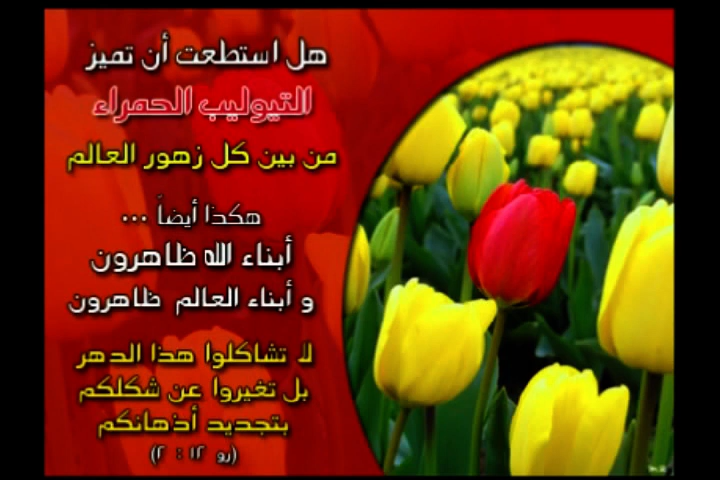 هل استطعت أن تميز
التيوليب الحمراء
من بين كل زهور العالم
هكذا أيضاً ...
أبناء الله ظاهرون
و أبناء العالم ظاهرون
لا تشاكلوا هذا الدهر
بل تغيروا عن شكلكم
بتجديد أذهانكم
(رو ١٢ : ٢)